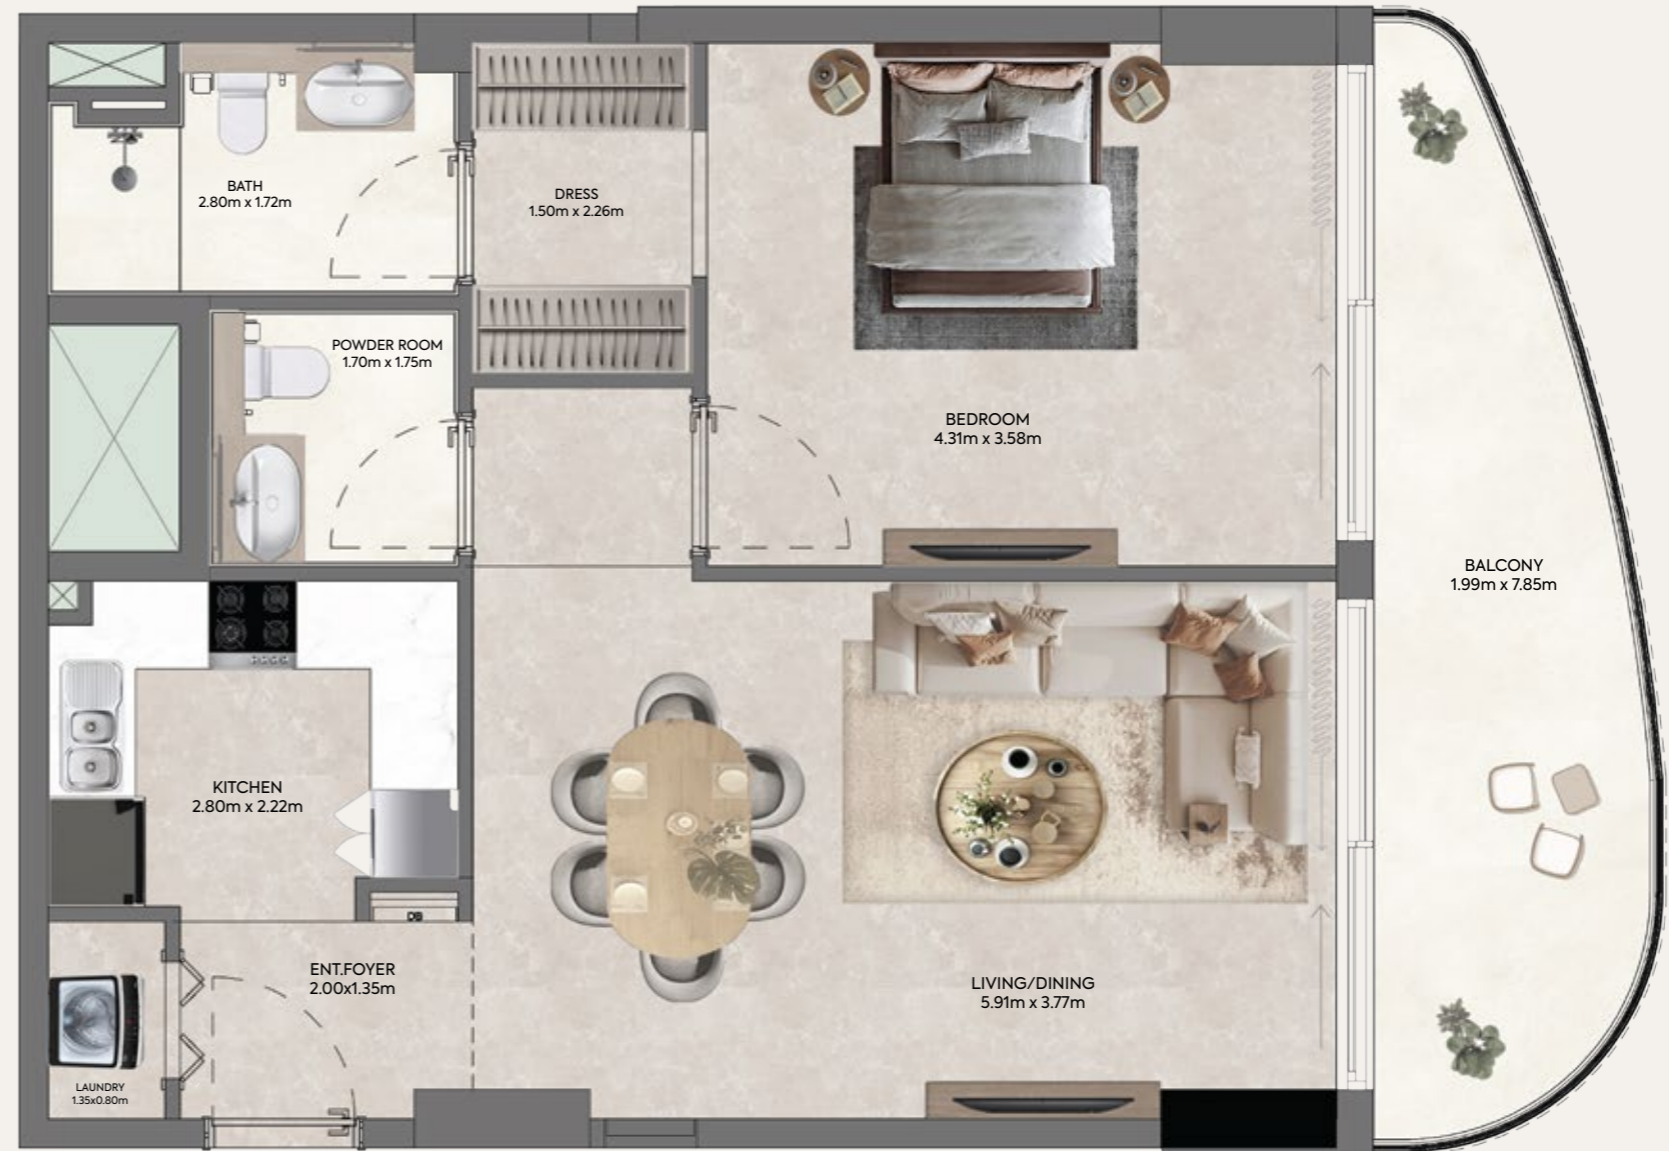 BATH
2.80m x 1.72m
DRESS
1.50m x 2.26m
POWDER ROOM
1.70m x 1.75m
BEDROOM
4.31m x 3.58m
BALCONY
1.99m x 7.85m
KITCHEN
2.80m x 2.22m
DB
ENT.FOYER
2.00x1.35m
LIVING/DINING
5.91m x 3.77m
LAUNDRY
1.35x0.80m